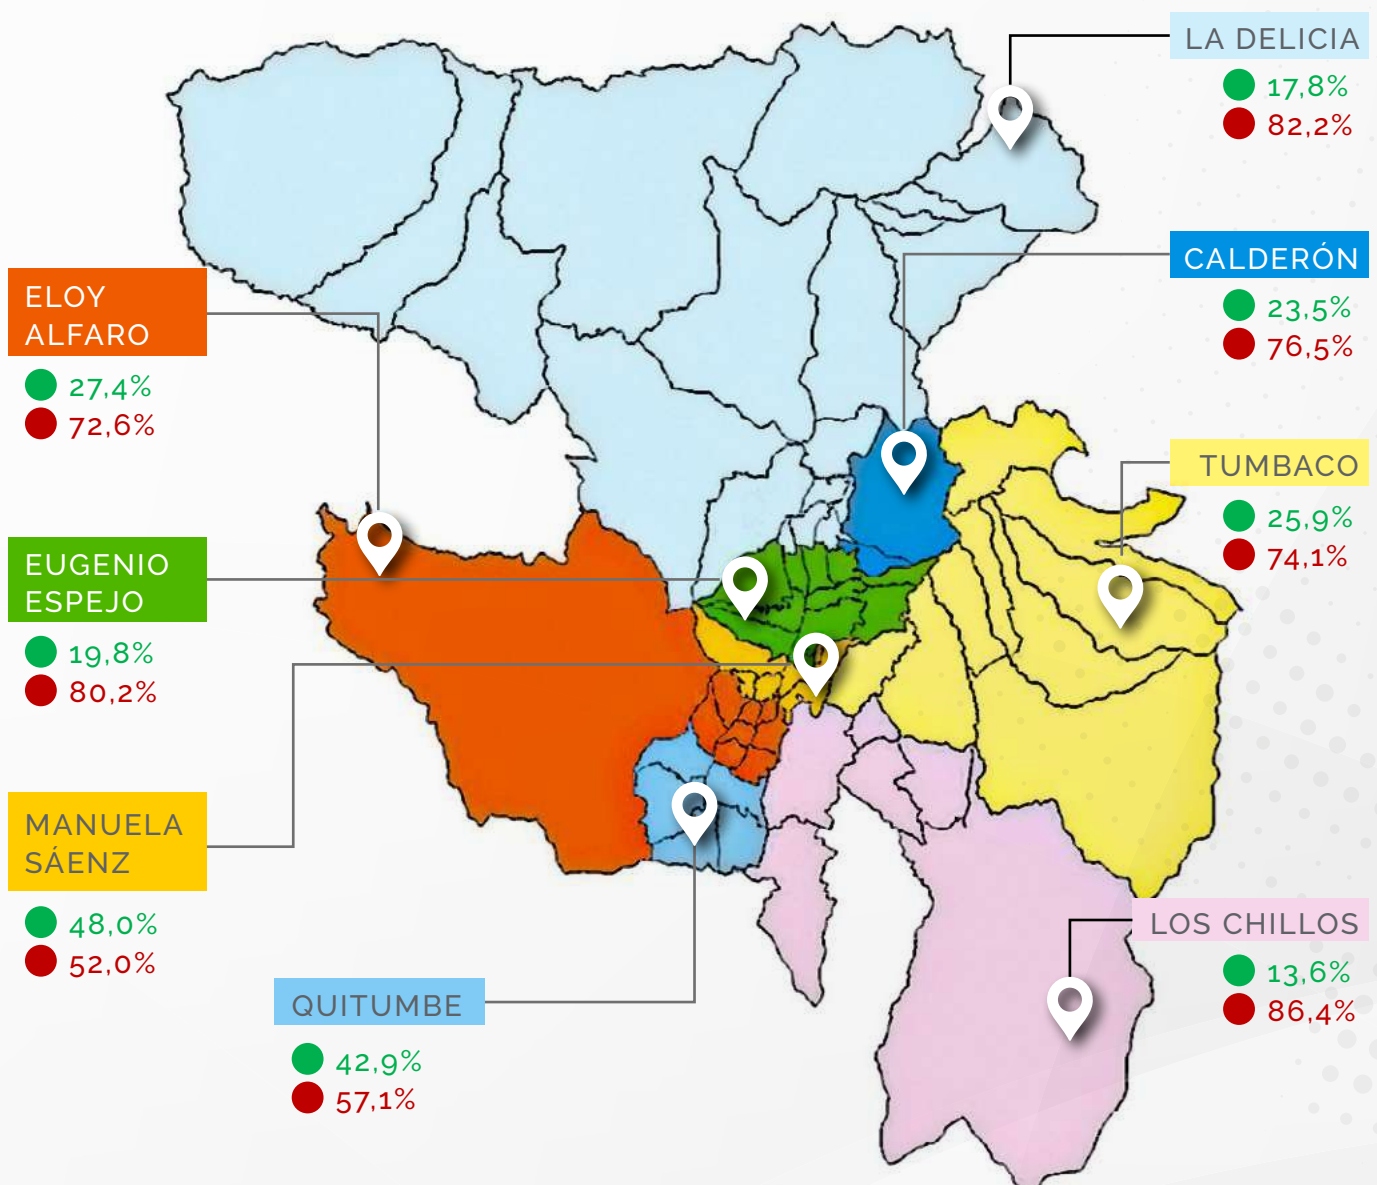 LA DELICIA
17,8%
82,2%
CALDERÓN
23,5%
76,5%
ELOY
ALFARO
27,4%
72,6%
TUMBACO
25,9%
74,1%
EUGENIO
ESPEJO
19,8%
80,2%
MANUELA
SÁENZ
48,0%
52,0%
LOS CHILLOS
13,6%
86,4%
QUITUMBE
42,9%
57,1%